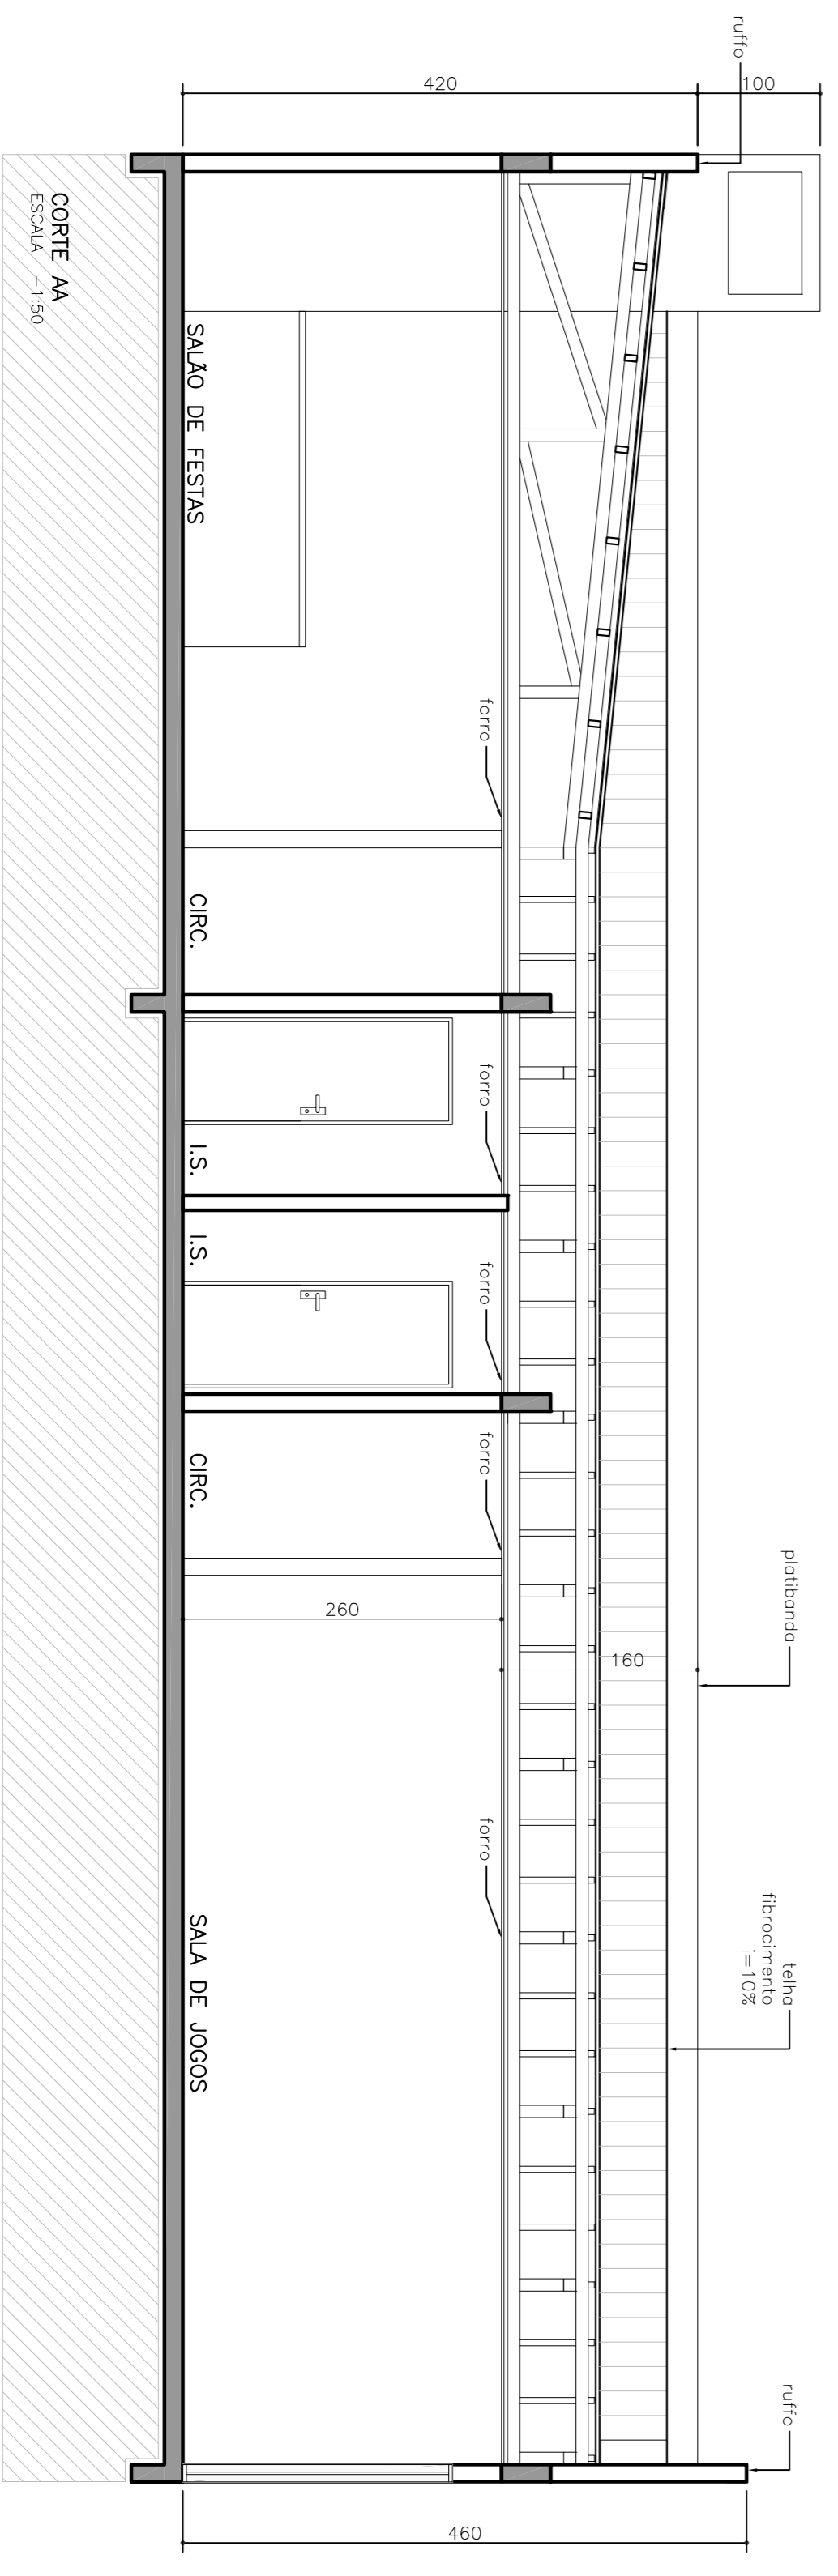 ruffo
100
420
platibanda
telha
fibrocimento
i=10%
ruffo
forro
forro
forro
forro
forro
160
260
460
SALÃO DE FESTAS
CIRC.
I.S.
I.S.
CIRC.
SALA DE JOGOS
CORTE AA
ESCALA -1:50